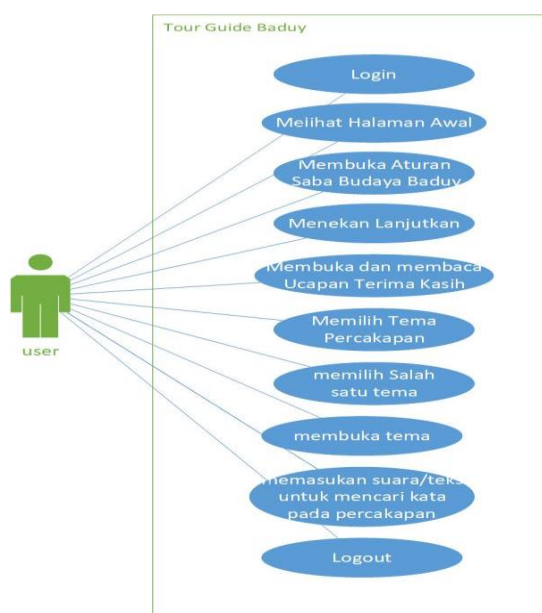 Tour Guide Baduy
Login
Melihat Halaman Awal
Membuka Aturan
Saba Budaya Baduy
Menekan Lanjutkan
Membuka dan membaca
Ucapan Terima Kasih
user
Memilih Tema
Percakapan
memilih Salah
satu tema
membuka tema
memasukan suara/teks
untuk mencari kata
pada percakapan
Logout